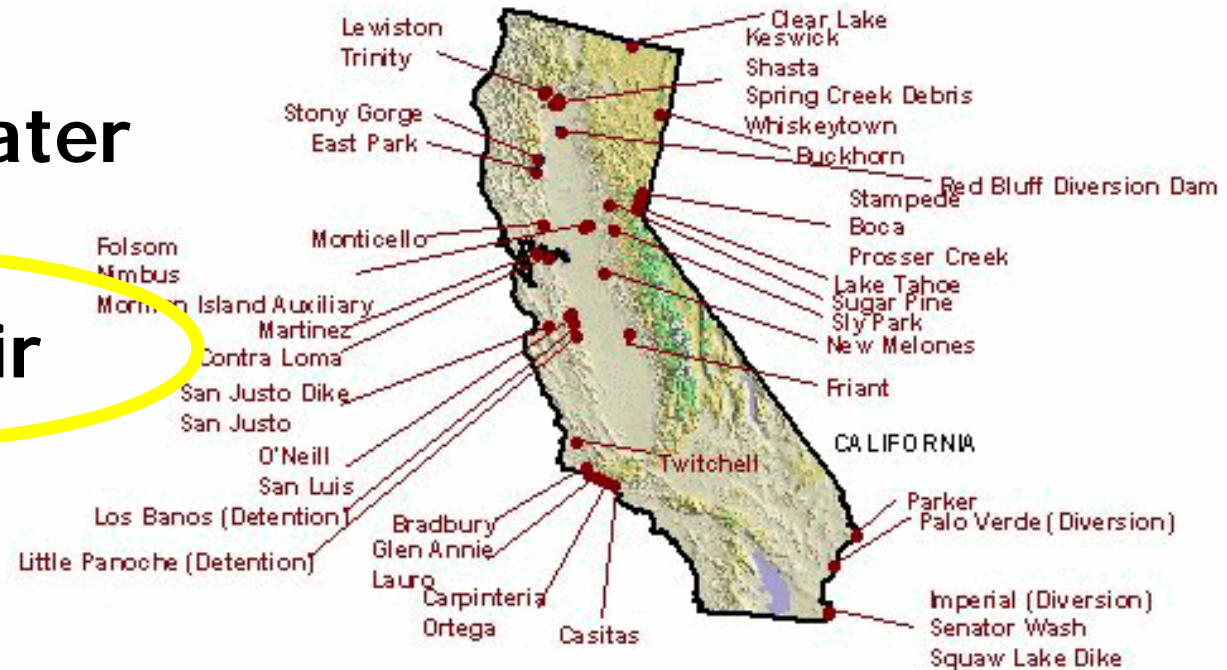 ater
ir
Lewiston
Trinity
Stony Gorge
East Park
Monticello
Folsom
Nimbus
Mormon Island Auxiliary
Martinez
Contra Loma
San Justo Dike
San Justo
O'Neill
San Luis
Los Banos (Detention)
Little Panoche (Detention)
Bradbury
Glen Annie
Lauro
Carpinteria
Ortega
Casitas
Twitchell
Clear Lake
Keswick
Shasta
Spring Creek Debris
Whiskeytown
Buckhorn
Red Bluff Diversion Dam
Stampede
Boca
Prosser Creek
Lake Tahoe
Sugar Pine
Sly Park
New Melones
Friant
CALIFORNIA
Parker
Palo Verde (Diversion)
Imperial (Diversion)
Senator Wash
Squaw Lake Dike